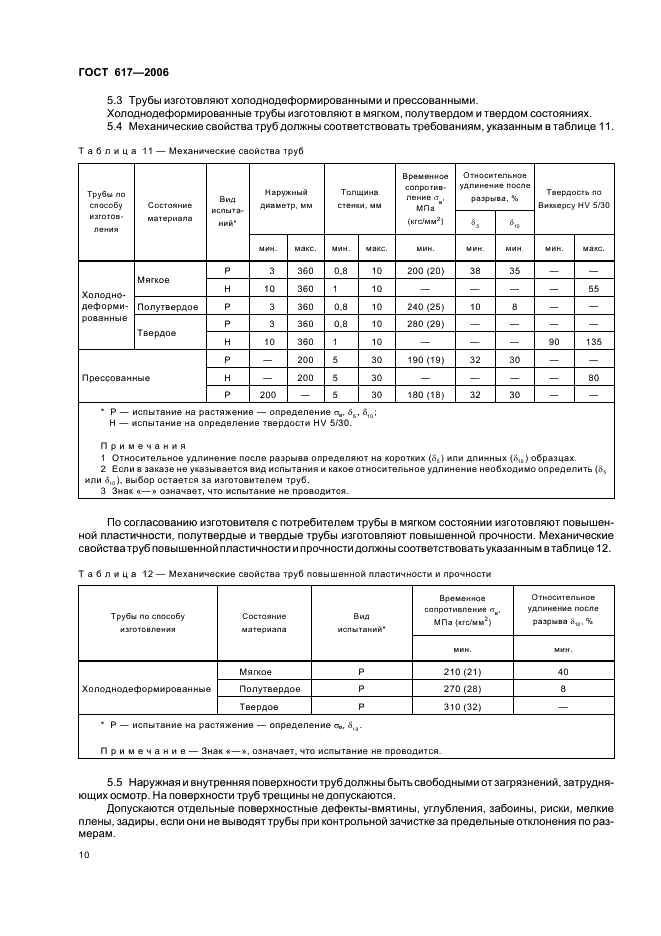 ГОСТ 617—2006
5.3 Трубы изготовляют холоднодеформированными и прессованными.
Холоднодеформированные трубы изготовляют в мягком, полутвердом и твердом состояниях.
5.4 Механические свойства труб должны соответствовать требованиям, указанным в таблице 11.
Таблица 11 — Механические свойства труб
Трубы по способу изготов-ления Состояние материала Вид испыта-ний* Наружный диаметр, мм Толщина стенки, мм Временное сопротив-ление σв, МПа (кгс/мм²) Относительное удлинение после разрыва, % Твердость по Виккерсу HV 5/30
δ5 δ10
мин. макс. мин. макс. мин. мин. мин. мин. макс.
Холодно-деформи-рованные Мягкое Р 3 360 0,8 10 200 (20) 38 35 — —
Н 10 360 1 10 — — — — 55
Полутвердое Р 3 360 0,8 10 240 (25) 10 8 — —
Твердое Р 3 360 0,8 10 280 (29) — — — —
Н 10 360 1 10 — — — 90 135
Прессованные Р — 200 5 30 190 (19) 32 30 — —
Н — 200 5 30 — — — — 80
Р 200 — 5 30 180 (18) 32 30 — —
* Р — испытание на растяжение — определение σв, δ5, δ10;
Н — испытание на определение твердости HV 5/30.
Примечания
1 Относительное удлинение после разрыва определяют на коротких (δ5) или длинных (δ10) образцах.
2 Если в заказе не указывается вид испытания и какое относительное удлинение необходимо определить (δ5
или δ10), выбор остается за изготовителем труб.
3 Знак «—» означает, что испытание не проводится.
По согласованию изготовителя с потребителем трубы в мягком состоянии изготовляют повышен-
ной пластичности, полутвердые и твердые трубы изготовляют повышенной прочности. Механические
свойства труб повышенной пластичности и прочности должны соответствовать указанным в таблице 12.
Таблица 12 — Механические свойства труб повышенной пластичности и прочности
Трубы по способу изготовления Состояние материала Вид испытаний* Временное сопротивление σв, МПа (кгс/мм²) Относительное удлинение после разрыва δ10, %
мин. мин.
Холоднодеформированные Мягкое Р 210 (21) 40
Полутвердое Р 270 (28) 8
Твердое Р 310 (32) —
* Р — испытание на растяжение — определение σв, δ10.
Примечание — Знак «—», означает, что испытание не проводится.
5.5 Наружная и внутренняя поверхности труб должны быть свободными от загрязнений, затрудня-
ющих осмотр. На поверхности труб трещины не допускаются.
Допускаются отдельные поверхностные дефекты-вмятины, углубления, забоины, риски, мелкие
плены, задиры, если они не выводят трубы при контрольной зачистке за предельные отклонения по раз-
мерам.
10